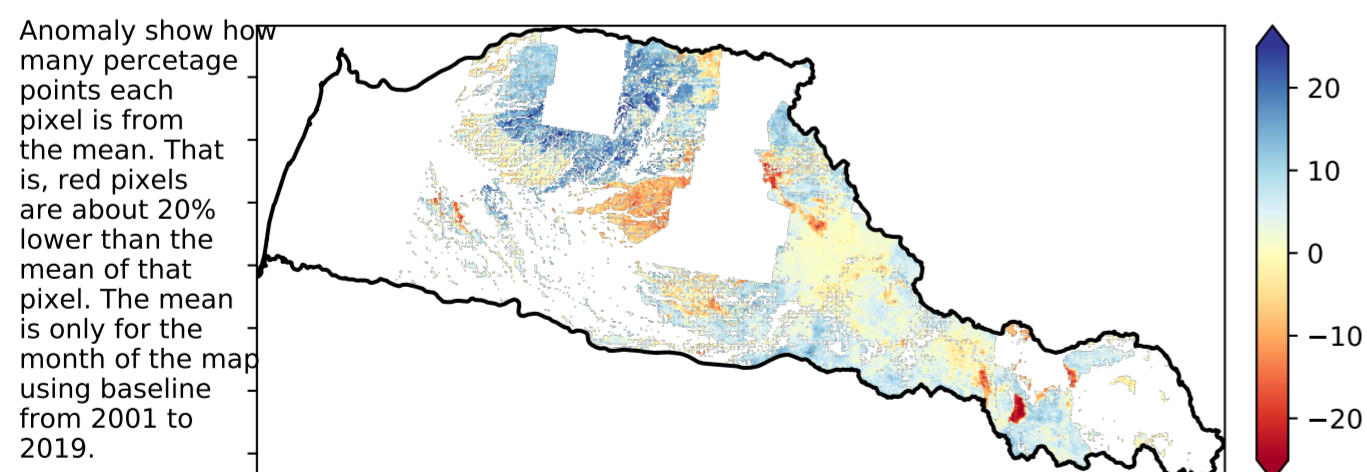 Anomaly show how
many percetage
points each
pixel is from
the mean. That
is, red pixels
are about 20%
lower than the
mean of that
pixel. The mean
is only for the
month of the map
using baseline
from 2001 to
2019.
20
10
0
−10
−20